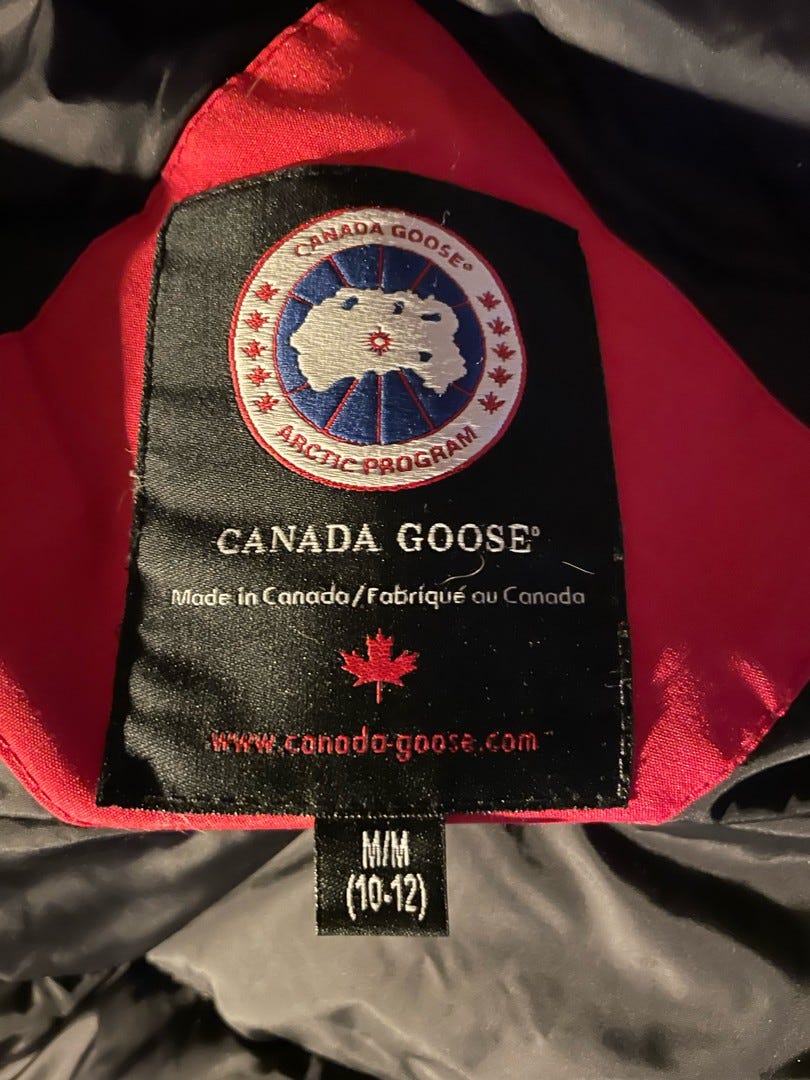 CANADA GOOSE®
ARCTIC PROGRAM
CANADA GOOSE®
Made in Canada/Fabriqué au Canada
www.canada-goose.com
M/M
(10-12)